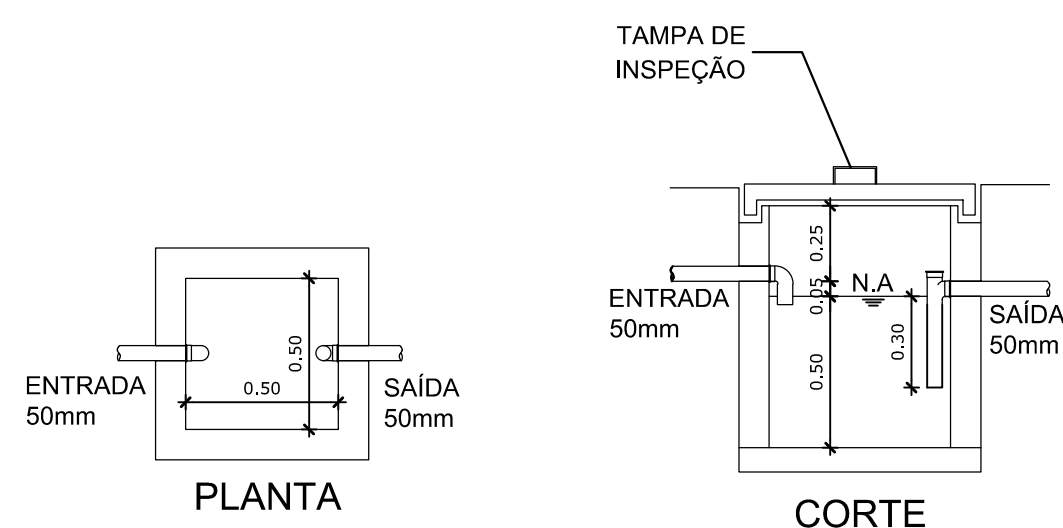 ENTRADA
50mm
0.50
0.50
SAÍDA
50mm
PLANTA
TAMPA DE
INSPEÇÃO
0.25
0.05
N.A
ENTRADA
50mm
0.50
0.30
SAÍDA
50mm
CORTE